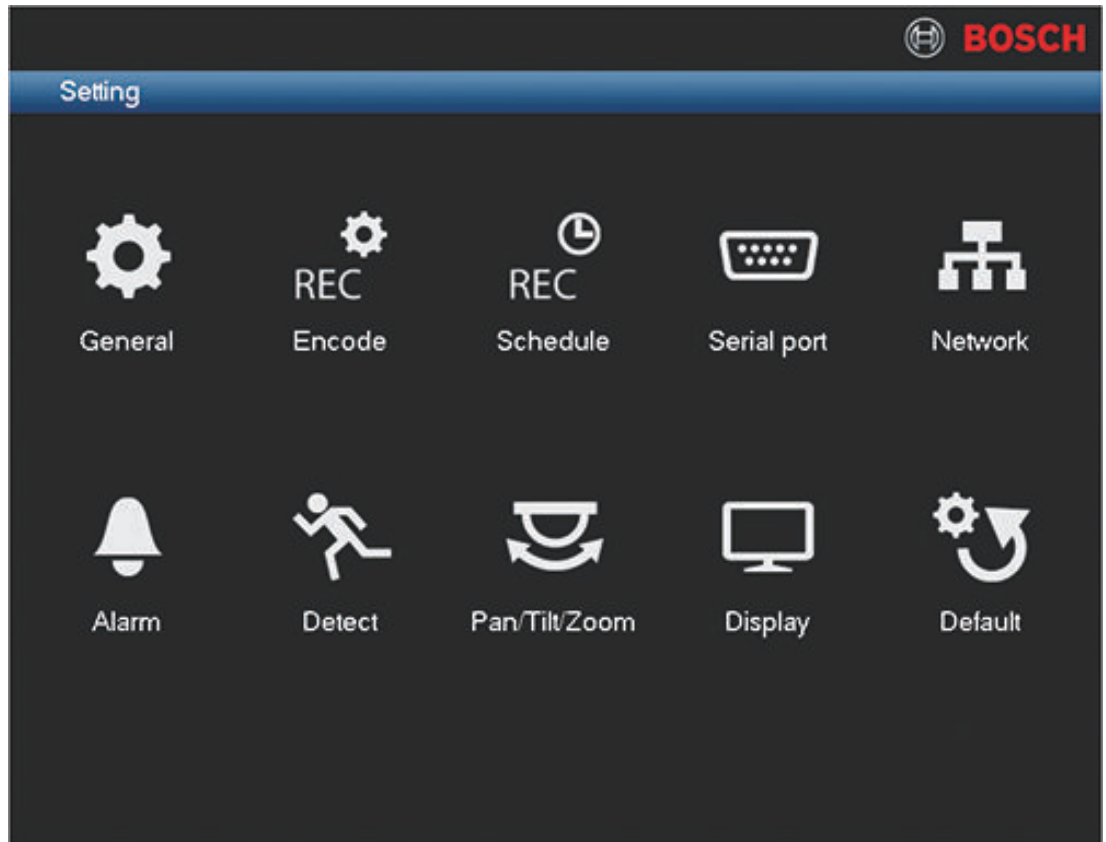 BOSCH
Setting
REC REC
General Encode Schedule Serial port Network
Alarm Detect Pan/Tilt/Zoom Display Default